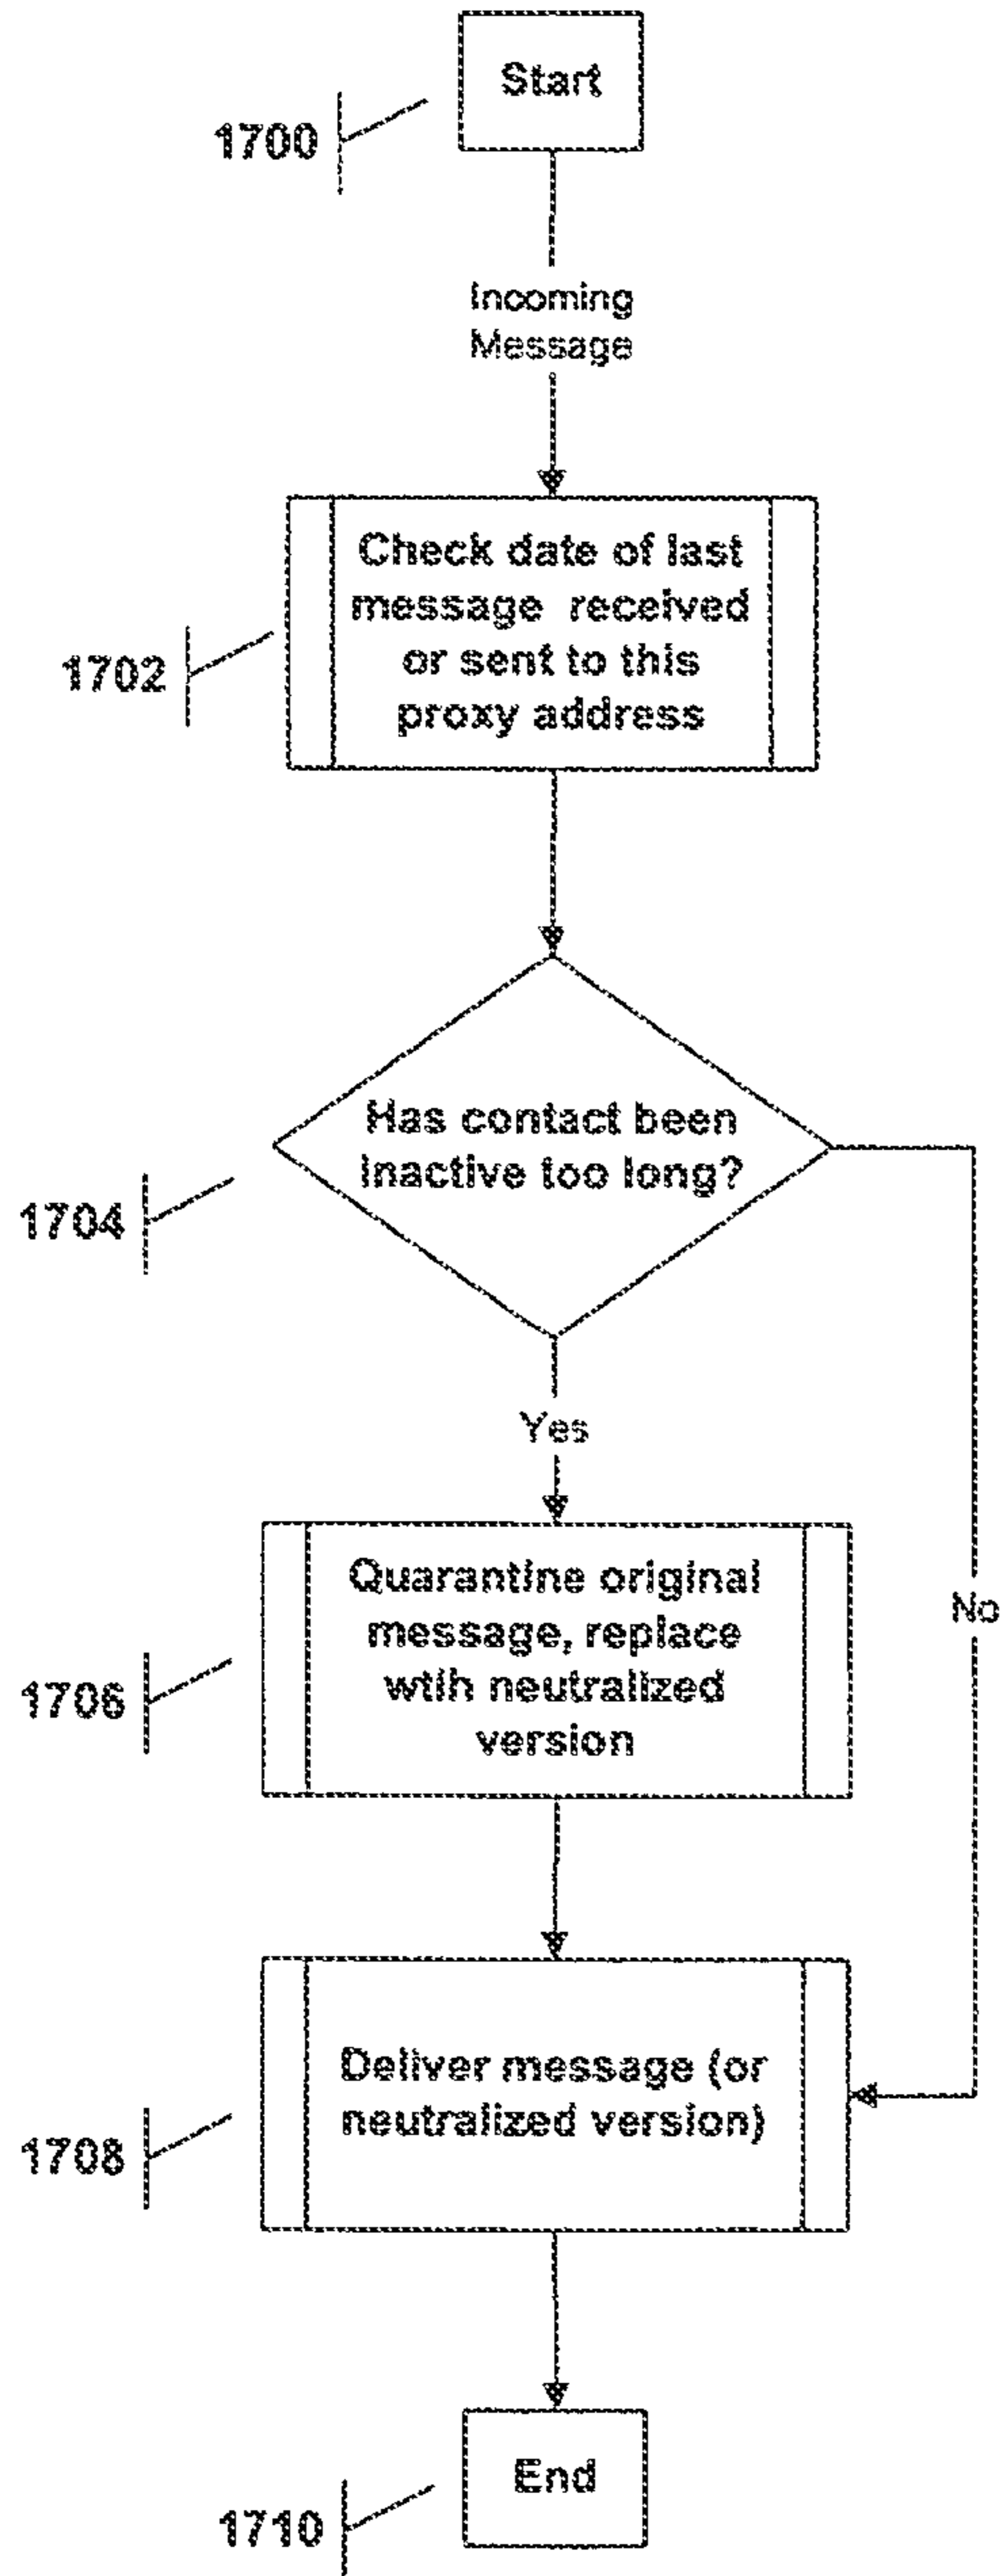 Start
1700
Incoming
Message
Check date of last
message received
or sent to this
proxy address
1702
Has contact been
inactive too long?
1704
Yes
No
Quarantine original
message, replace
wtih neutralized
version
1706
Deliver message (or
neutralized version)
1708
End
1710